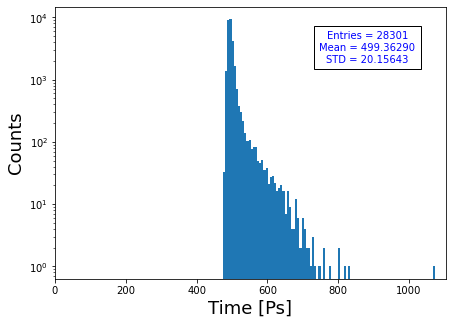 Entries = 28301
Mean = 499.36290
STD = 20.15643
10⁴
10³
10²
10¹
10⁰
Counts
0 200 400 600 800 1000
Time [Ps]